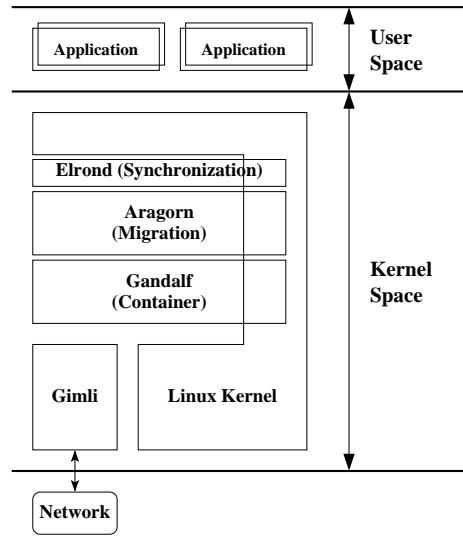 Application
Application
User
Space
Elrond (Synchronization)
Aragorn
(Migration)
Gandalf
(Container)
Kernel
Space
Gimli
Linux Kernel
Network